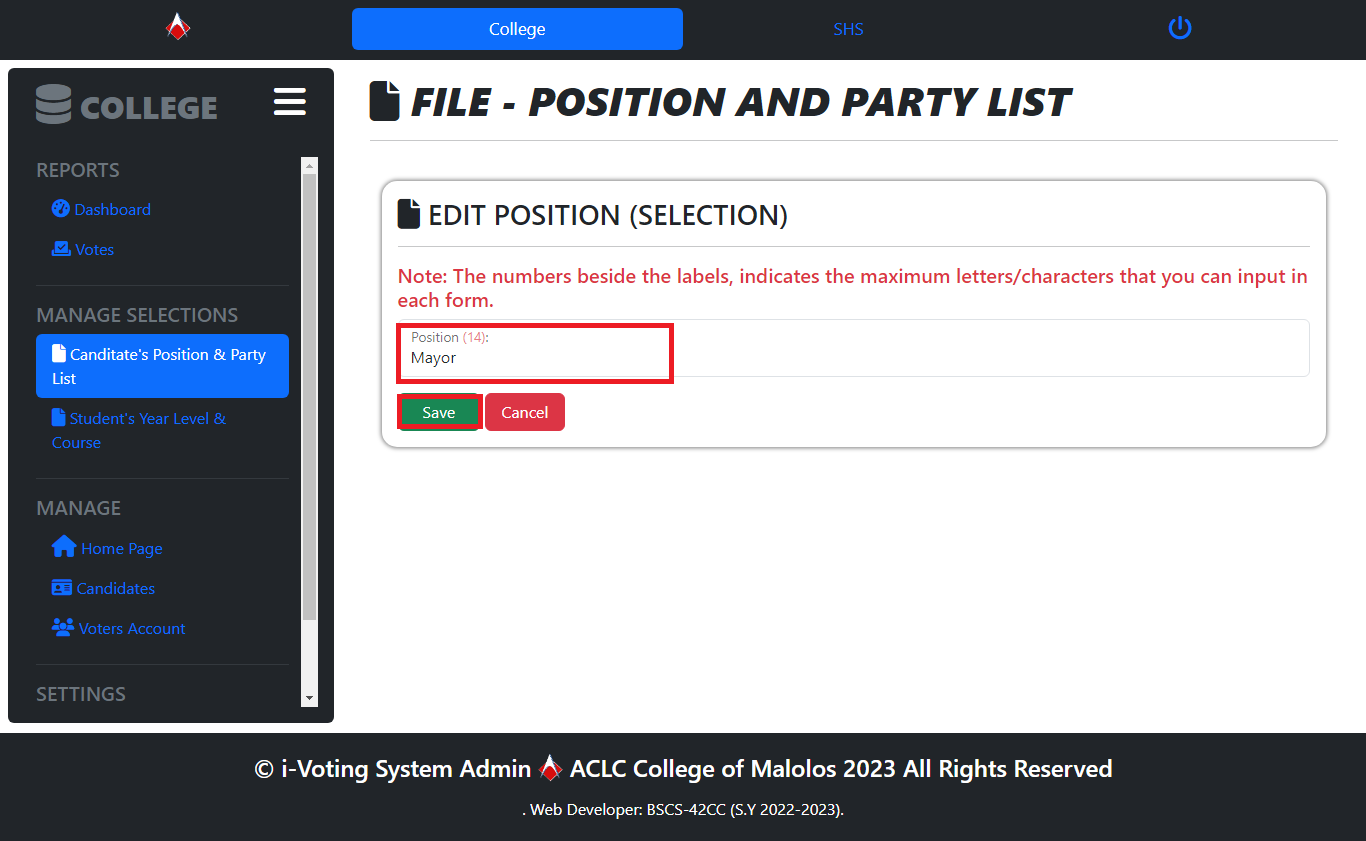 College
SHS
COLLEGE
REPORTS
Dashboard
Votes
MANAGE SELECTIONS
Canditate's Position & Party
List
Student's Year Level &
Course
MANAGE
Home Page
Candidates
Voters Account
SETTINGS
FILE - POSITION AND PARTY LIST
EDIT POSITION (SELECTION)
Note: The numbers beside the labels, indicates the maximum letters/characters that you can input in
each form.
Position (14):
Mayor
Save Cancel
© i-Voting System Admin ACLC College of Malolos 2023 All Rights Reserved
. Web Developer: BSCS-42CC (S.Y 2022-2023).